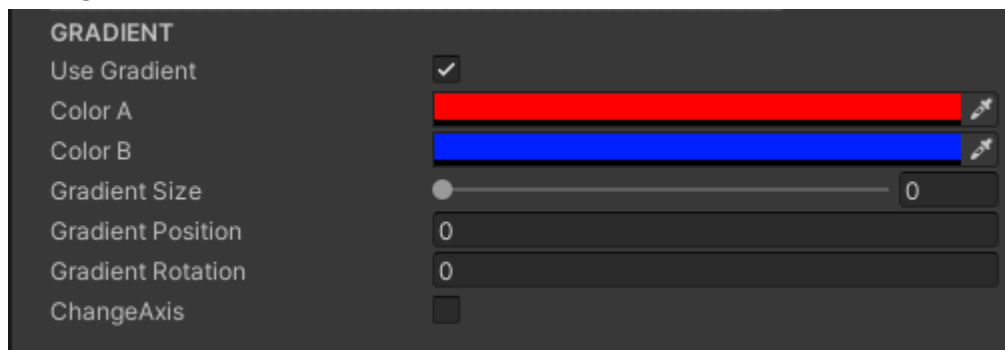 GRADIENT
Use Gradient
Color A
Color B
Gradient Size 0
Gradient Position 0
Gradient Rotation 0
ChangeAxis